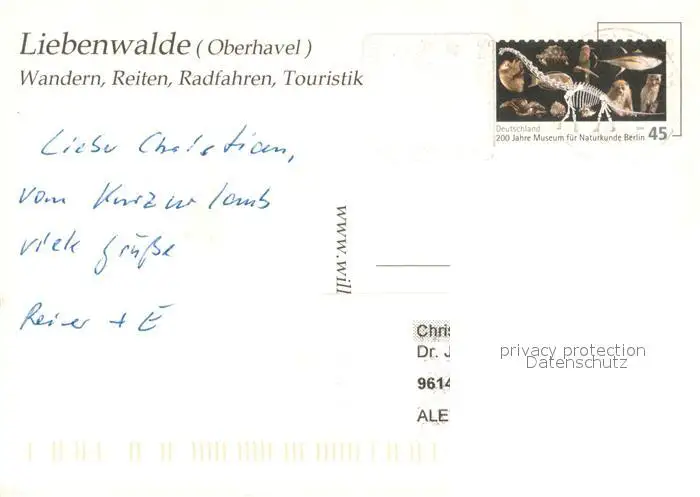 Liebenwalde ( Oberhavel )
Wandern, Reiten, Radfahren, Touristik
Deutschland
200 Jahre Museum für Naturkunde Berlin 45
Lieber Christian,
vom Kurzurlaub
viele Grüße
Reiner + E
www.will
Chris
Dr. J
9614
ALE
privacy protection
Datenschutz